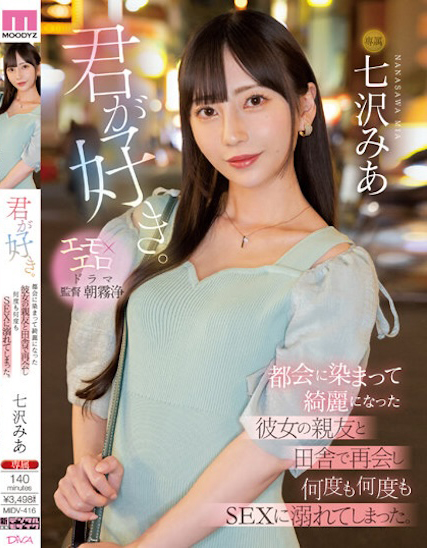 MOODYZ
君が好き。
都会に染まって綺麗になった
彼女の親友と田舎で再会し
何度も何度も
SEXに溺れてしまった。
七沢みあ
専属
140
minutes
¥3,498
MIDV-416
デジタル
DIVA
君が好き。
エモ×
エロ
ドラマ
監督 朝霧浄
専属
七沢みあ
NANASAWA MIA
都会に染まって
綺麗になった
彼女の親友と
田舎で再会し
何度も何度も
SEXに溺れてしまった。